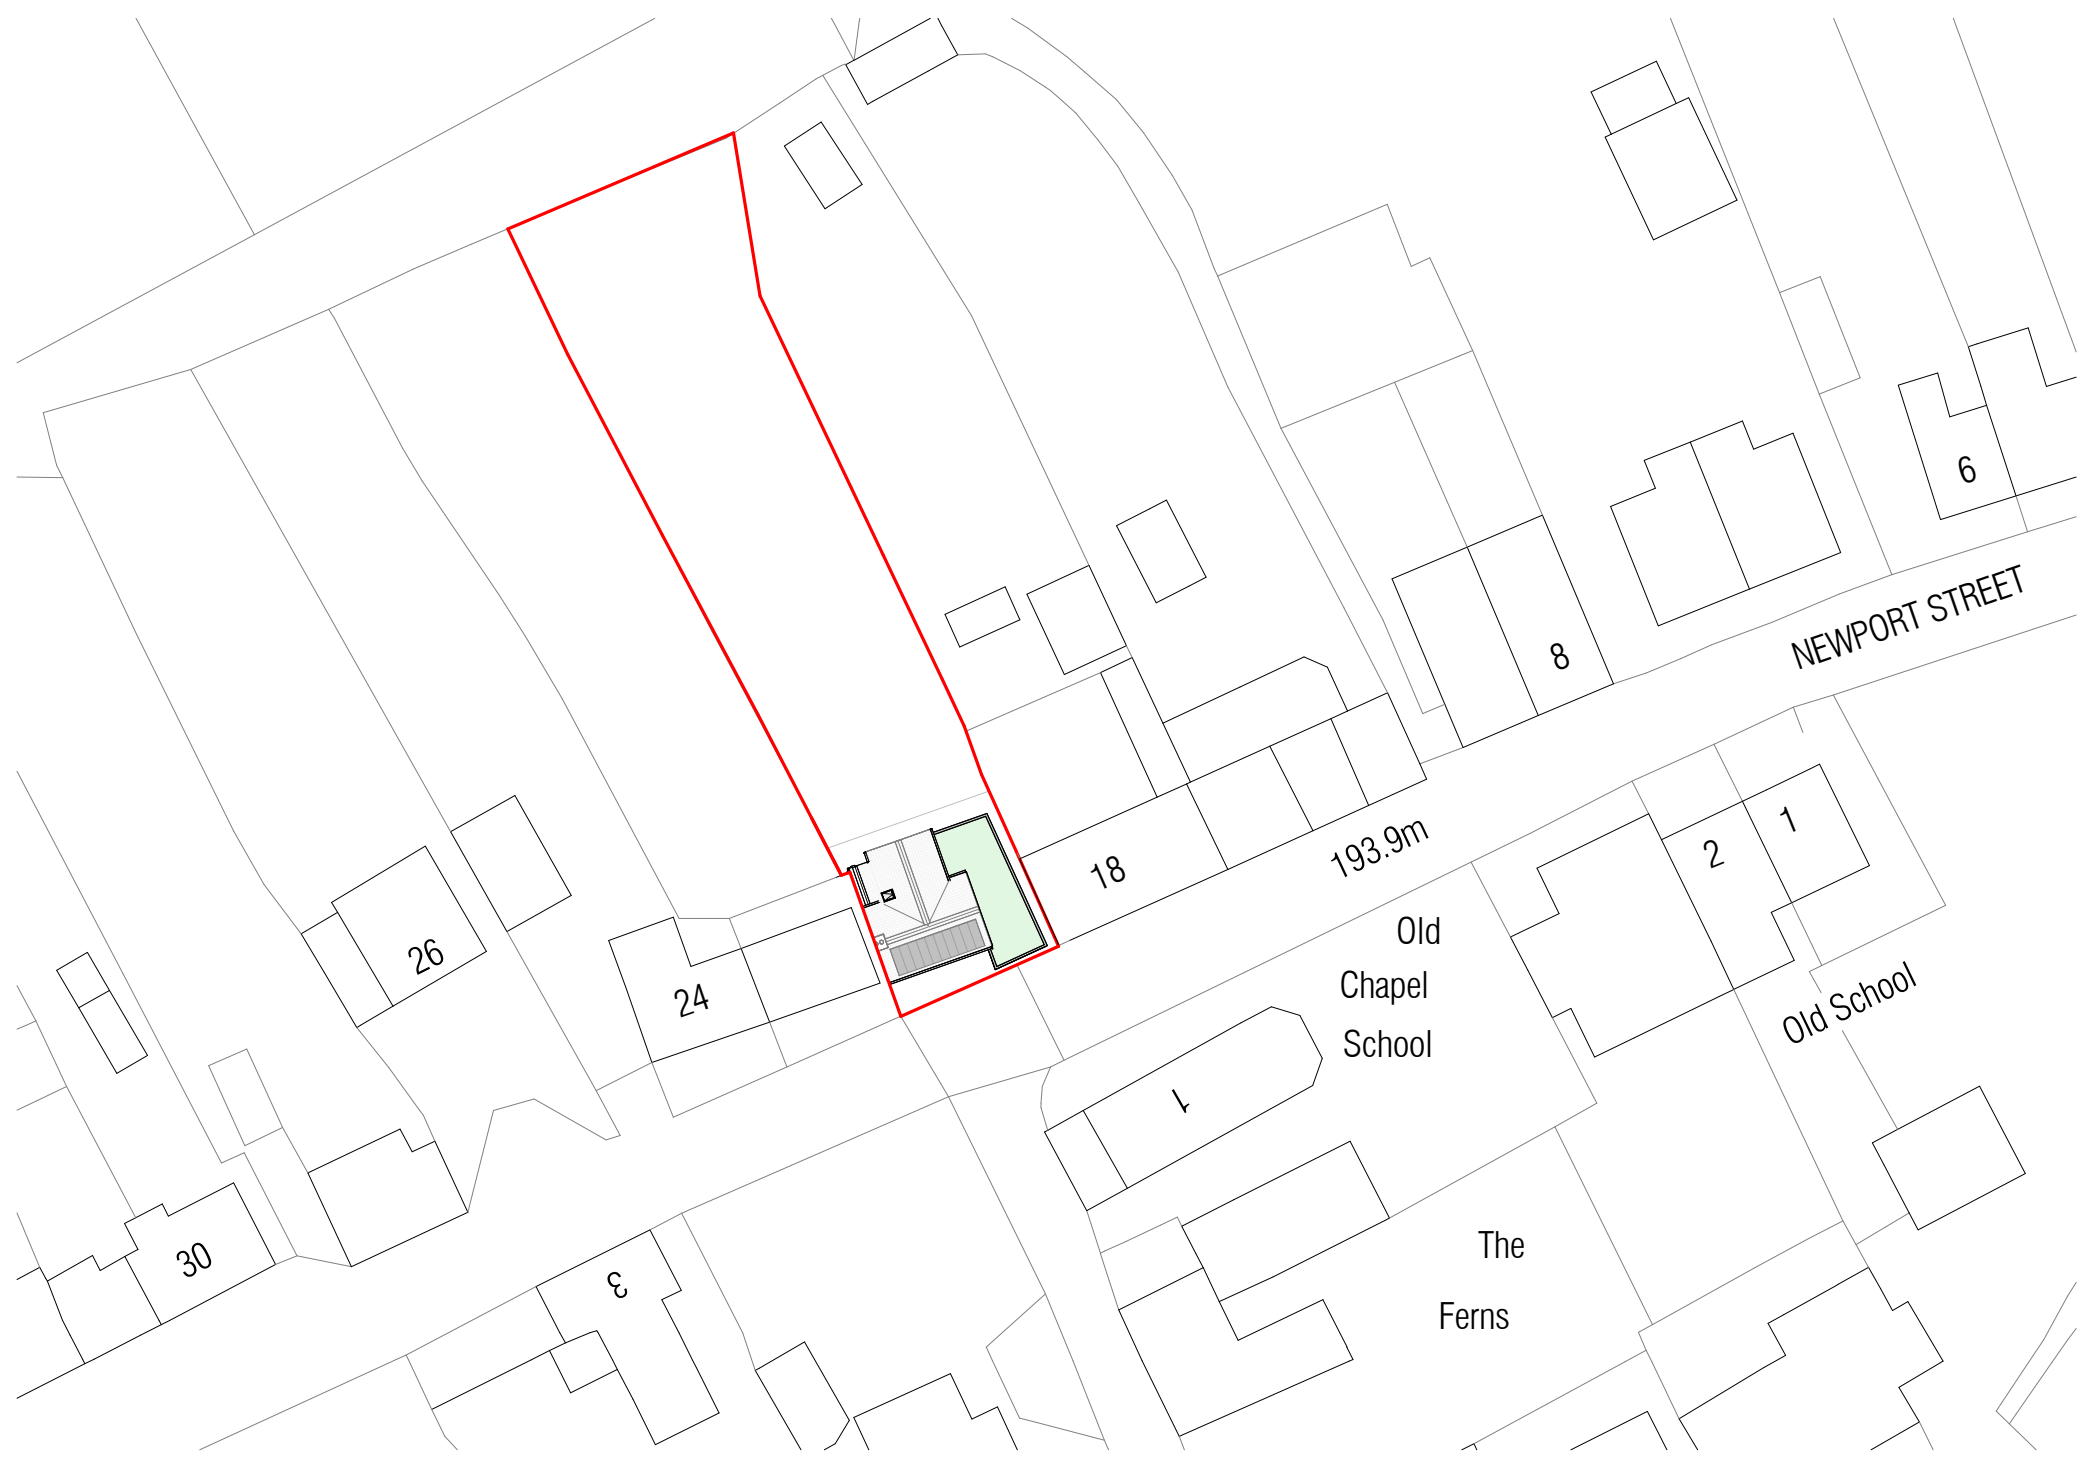 6
NEWPORT STREET
8
193.9m
18
1
2
Old
Chapel
School
Old School
26
24
1
30
3
The
Ferns